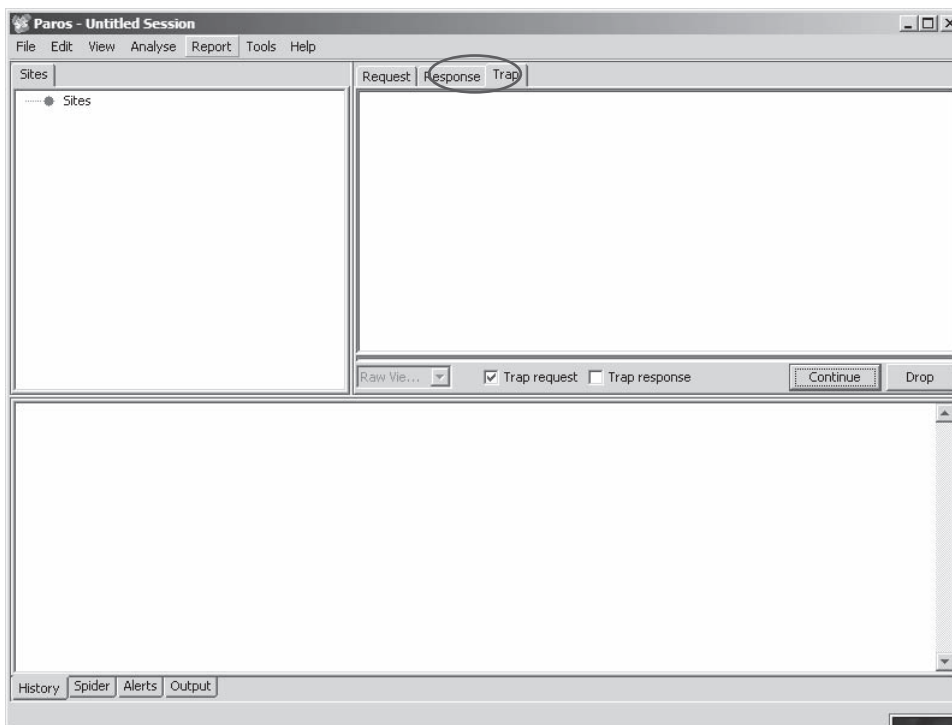 Paros - Untitled Session
File Edit View Analyse Report Tools Help
Sites
Request Response Trap
Sites
Raw Vie...
Trap request Trap response Continue Drop
History Spider Alerts Output